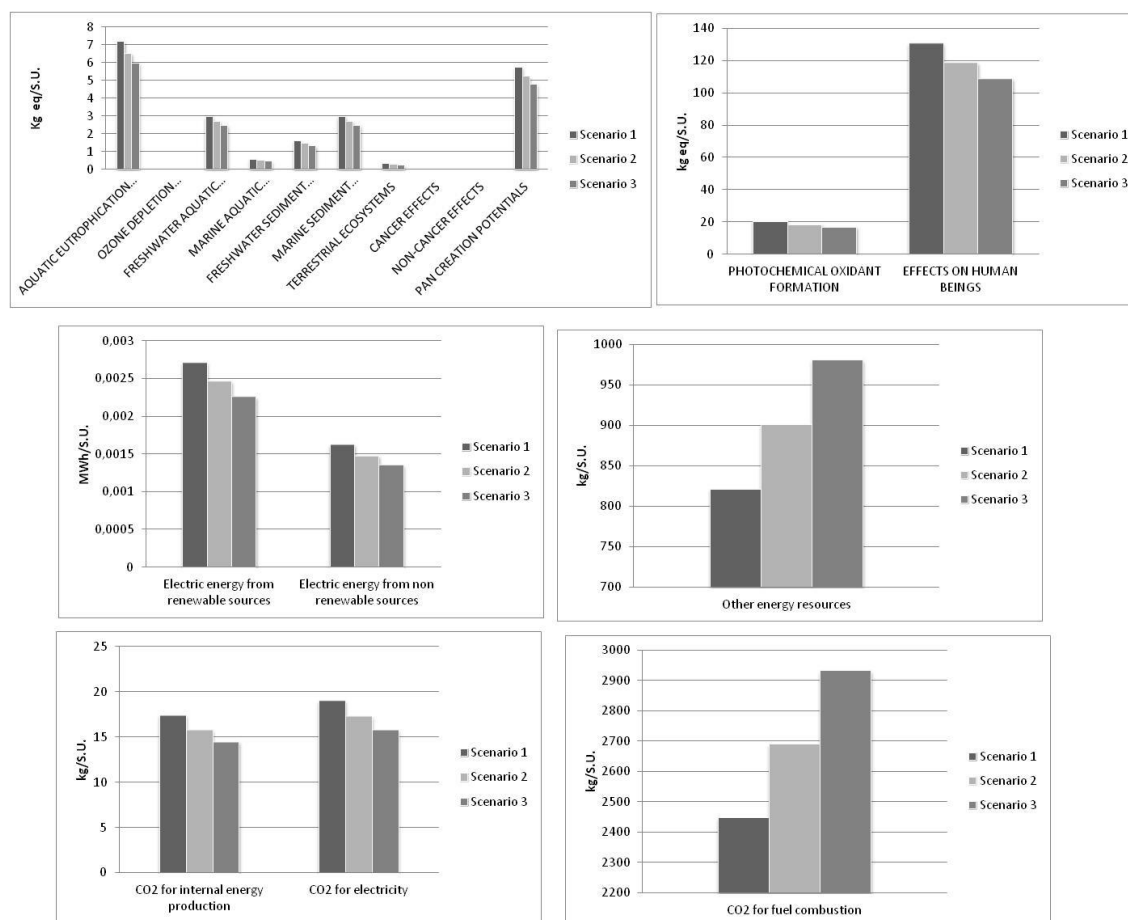 8
7
6
5
4
3
2
1
0
Kg eq/S.U.
AQUATIC EUTROPHICATION...
OZONE DEPLETION...
FRESHWATER AQUATIC...
MARINE AQUATIC...
FRESHWATER SEDIMENT...
MARINE SEDIMENT...
TERRESTRIAL ECOSYSTEMS
CANCER EFFECTS
NON-CANCER EFFECTS
PAN CREATION POTENTIALS
Scenario 1
Scenario 2
Scenario 3
140
120
100
80
60
40
20
0
kg eq/S.U.
PHOTOCHEMICAL OXIDANT
FORMATION
EFFECTS ON HUMAN
BEINGS
Scenario 1
Scenario 2
Scenario 3
0,003
0,0025
0,002
0,0015
0,001
0,0005
0
MWh/S.U.
Electric energy from
renewable sources
Electric energy from non
renewable sources
Scenario 1
Scenario 2
Scenario 3
1000
950
900
850
800
750
700
kg/S.U.
Other energy resources
Scenario 1
Scenario 2
Scenario 3
25
20
15
10
5
0
kg/S.U.
CO2 for internal energy
production
CO2 for electricity
Scenario 1
Scenario 2
Scenario 3
3000
2900
2800
2700
2600
2500
2400
2300
2200
kg/S.U.
CO2 for fuel combustion
Scenario 1
Scenario 2
Scenario 3